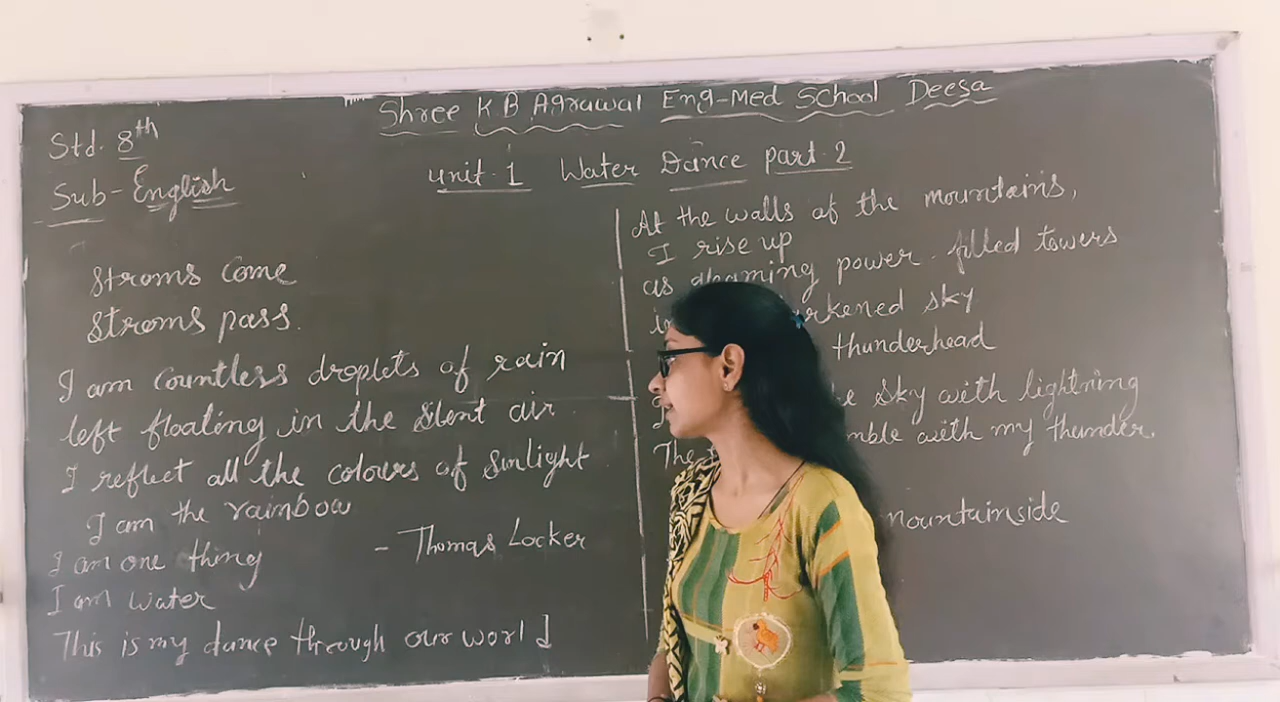 Shree K B Agrawal Eng-Med School Deesa
Std. 8th
Sub- English
Unit. 1 Water Dance part. 2
Stroms Come
Stroms pass.
I am Countless droplets of rain
left floating in the Silent air
I reflect all the colours of Sunlight
I am the rainbow
- Thomas Locker
I am one thing
I am water
This is my dance through our world
At the walls of the mountains,
I rise up
as gleaming power. filled towers
in darkened sky
thunderhead
sky with lightning
with my thunder.
The
mountainside